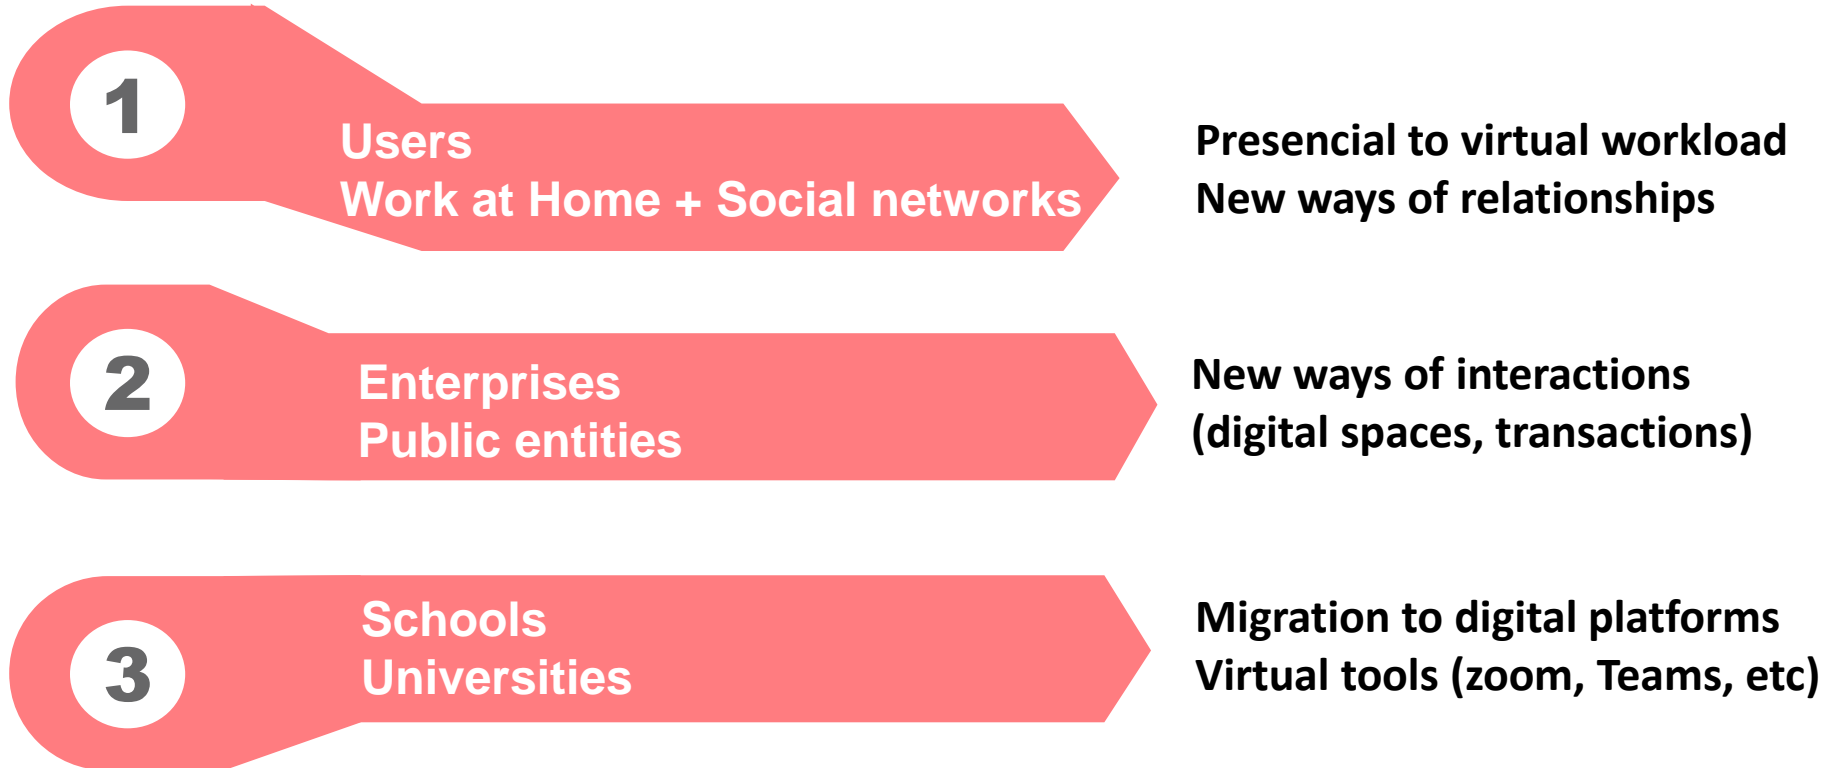 1
Users
Work at Home + Social networks
Presencial to virtual workload
New ways of relationships
2
Enterprises
Public entities
New ways of interactions
(digital spaces, transactions)
3
Schools
Universities
Migration to digital platforms
Virtual tools (zoom, Teams, etc)